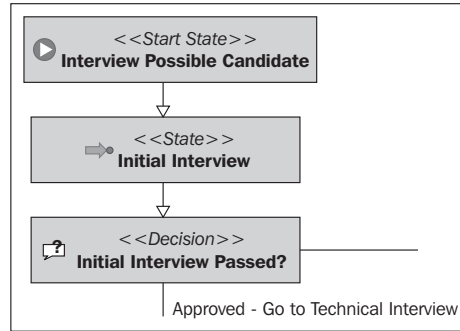 <<Start State>>
Interview Possible Candidate
<<State>>
Initial Interview
<<Decision>>
?
Initial Interview Passed?
Approved - Go to Technical Interview